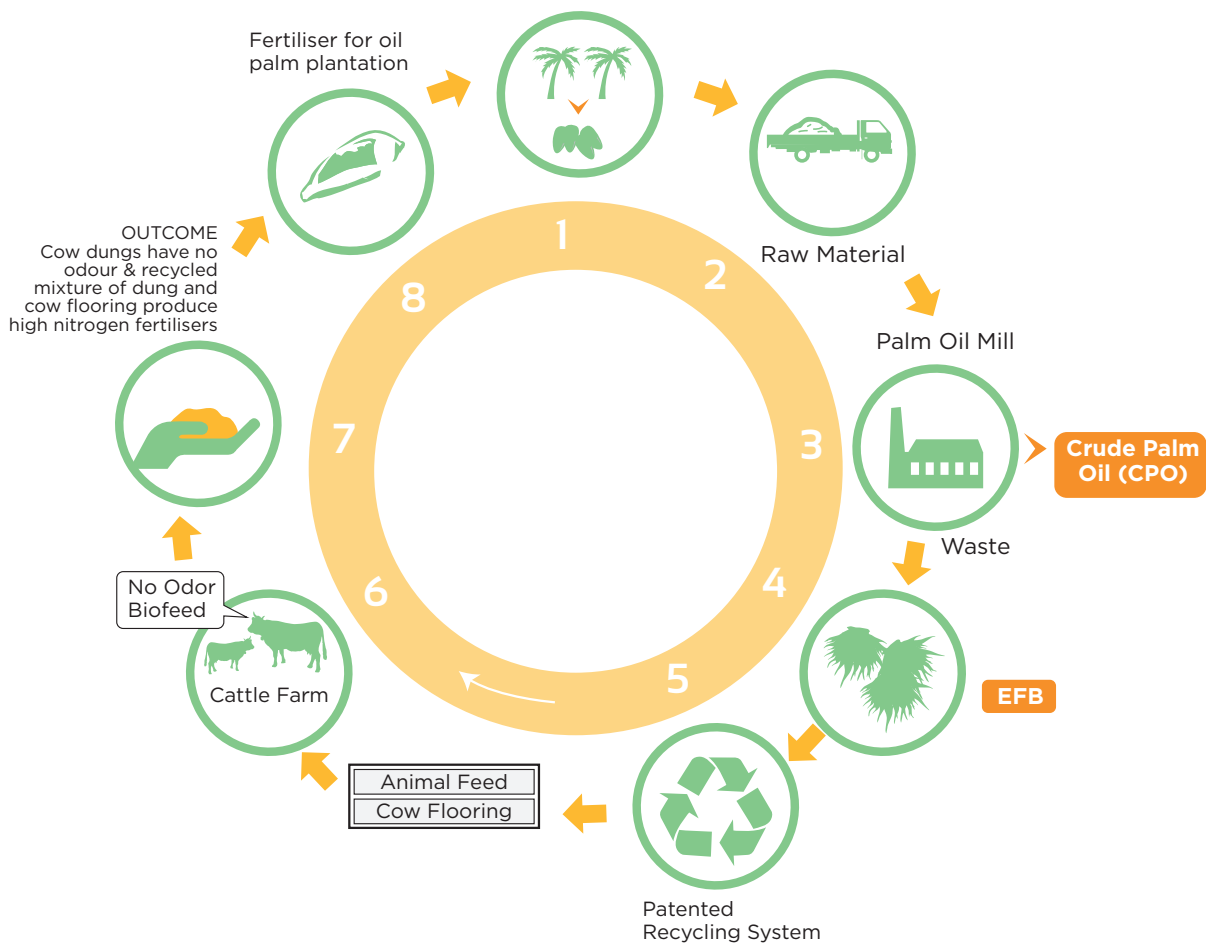 Fertiliser for oil
palm plantation
Raw Material
Palm Oil Mill
Crude Palm
Oil (CPO)
Waste
EFB
Patented
Recycling System
Animal Feed
Cow Flooring
Cattle Farm
No Odor
Biofeed
OUTCOME
Cow dungs have no
odour & recycled
mixture of dung and
cow flooring produce
high nitrogen fertilisers
1
2
3
4
5
6
7
8